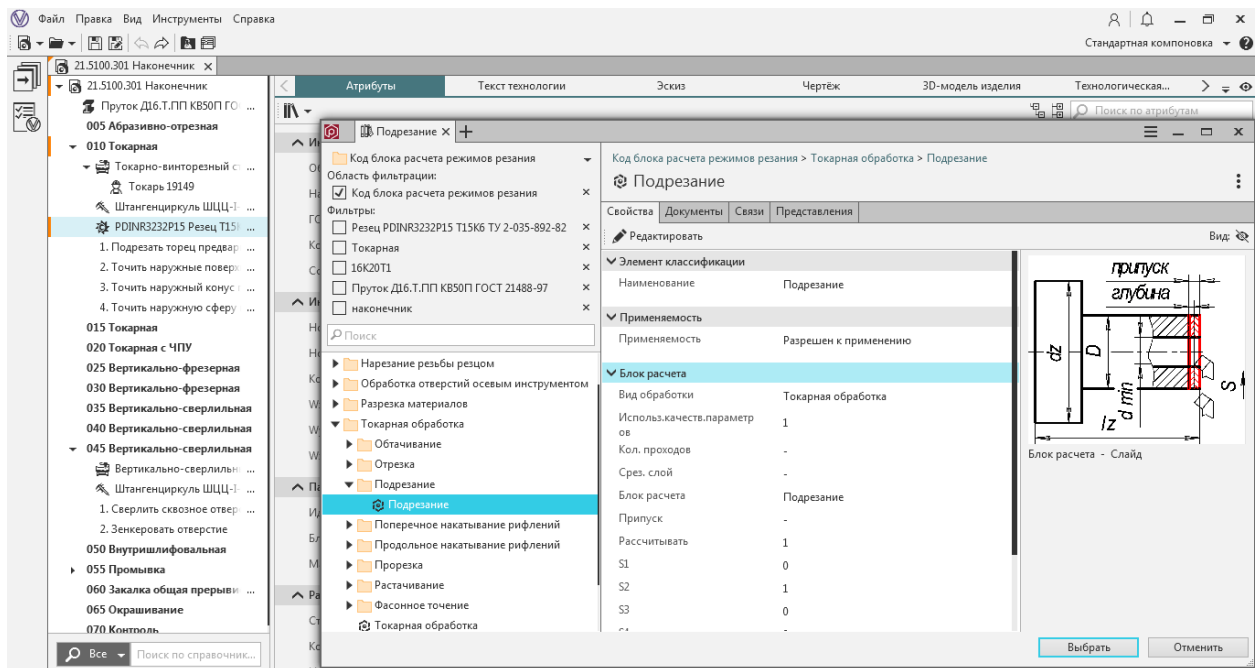 Файл Правка Вид Инструменты Справка
Стандартная компоновка
21.5100.301 Наконечник
21.5100.301 Наконечник
Пруток Д16.Т.ПП КВ50П ГО ...
005 Абразивно-отрезная
010 Токарная
Токарно-винторезный с ...
Токарь 19149
Штангенциркуль ШЦЦ-I- ...
PDINR3232P15 Резец T15 ...
1. Подрезать торец предвар ...
2. Точить наружные поверх ...
3. Точить наружный конус ...
4. Точить наружную сферу ...
015 Токарная
020 Токарная с ЧПУ
025 Вертикально-фрезерная
030 Вертикально-фрезерная
035 Вертикально-сверлильная
040 Вертикально-сверлильная
045 Вертикально-сверлильная
Вертикально-сверлильн ...
Штангенциркуль ШЦЦ-I- ...
1. Сверлить сквозное отвер ...
2. Зенкеровать отверстие
050 Внутришлифовальная
055 Промывка
060 Закалка общая прерыви ...
065 Окрашивание
070 Контроль
Все
Поиск по справочник...
Атрибуты
Текст технологии
Эскиз
Чертёж
3D-модель изделия
Технологическая...
Поиск по атрибутам
Подрезание
Код блока расчета режимов резания
Область фильтрации:
Код блока расчета режимов резания
Фильтры:
Резец PDINR3232P15 T15K6 ТУ 2-035-892-82
Токарная
16К20Т1
Пруток Д16.Т.ПП КВ50П ГОСТ 21488-97
наконечник
Поиск
Нарезание резьбы резцом
Обработка отверстий осевым инструментом
Разрезка материалов
Токарная обработка
Обтачивание
Отрезка
Подрезание
Подрезание
Поперечное накатывание рифлений
Продольное накатывание рифлений
Прорезка
Растачивание
Фасонное точение
Токарная обработка
Код блока расчета режимов резания > Токарная обработка > Подрезание
Подрезание
Свойства Документы Связи Представления
Редактировать
Вид:
Элемент классификации
Наименование Подрезание
Применяемость
Применяемость Разрешен к применению
Блок расчета
Вид обработки Токарная обработка
Использ.качеств.параметр
ов 1
Кол. проходов -
Срез. слой -
Блок расчета Подрезание
Припуск -
Рассчитывать 1
S1 0
S2 1
S3 0
припуск
глубина
dz
D
d min
lz
S
Блок расчета - Слайд
Выбрать
Отменить